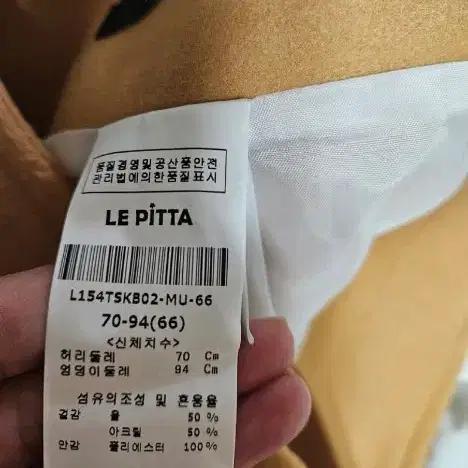 품질경영및공산품안전
관리법에의한품질표시
LE PITTA
L154TSKB02-MU-66
70-94(66)
<신체치수>
허리둘레 70 Cm
엉덩이둘레 94 Cm
섬유의조성 및 혼용율
겉감 울 50 %
아크릴 50 %
안감 폴리에스터 100%